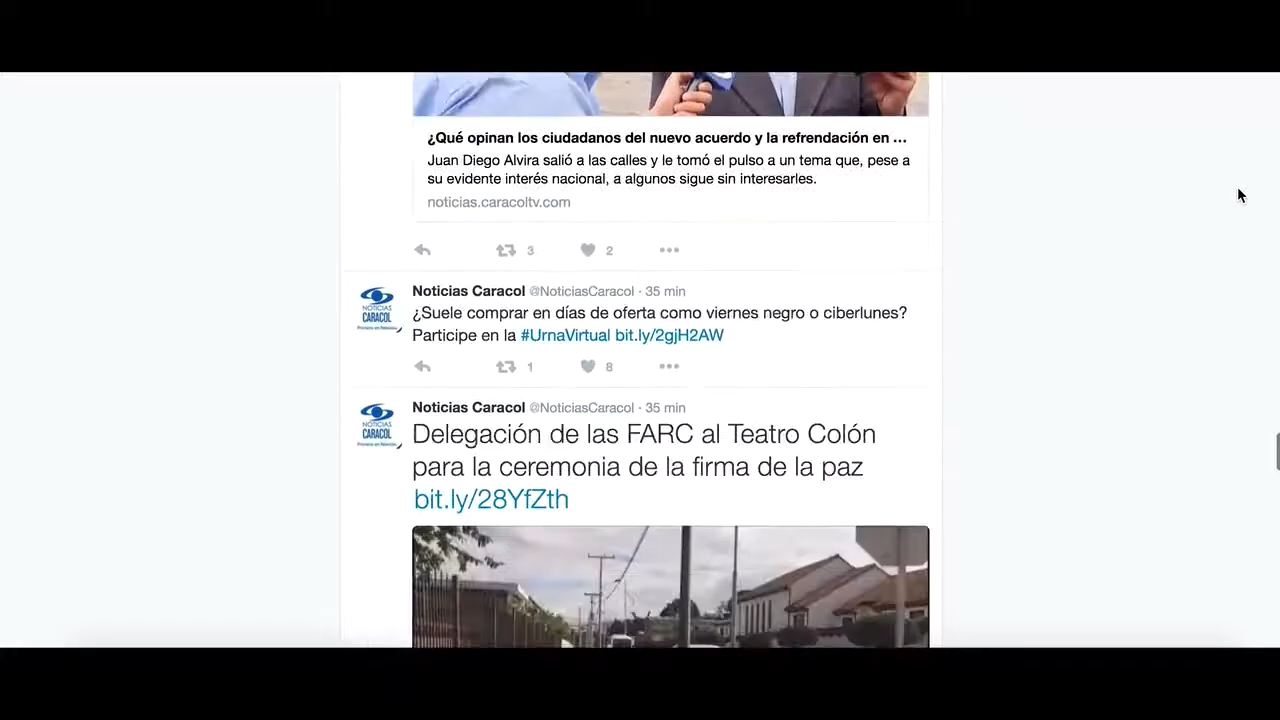 ¿Qué opinan los ciudadanos del nuevo acuerdo y la refrendación en ...
Juan Diego Alvira salió a las calles y le tomó el pulso a un tema que, pese a
su evidente interés nacional, a algunos sigue sin interesarles.
noticias.caracoltv.com
3 2
Noticias Caracol @NoticiasCaracol · 35 min
NOTICIAS
CARACOL
¿Suele comprar en días de oferta como viernes negro o ciberlunes?
Participe en la #UrnaVirtual bit.ly/2gjH2AW
1 8
Noticias Caracol @NoticiasCaracol · 35 min
NOTICIAS
CARACOL
Delegación de las FARC al Teatro Colón
para la ceremonia de la firma de la paz
bit.ly/28YfZth